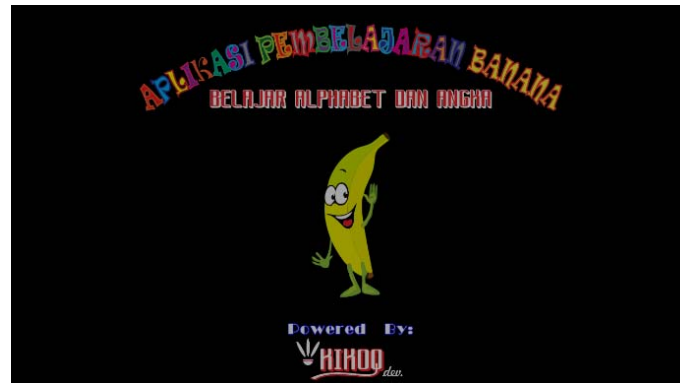 APLIKASI PEMBELAJARAN BANANA
BELAJAR ALPHABET DAN ANGKA
Powered By:
KIKOQ dev.